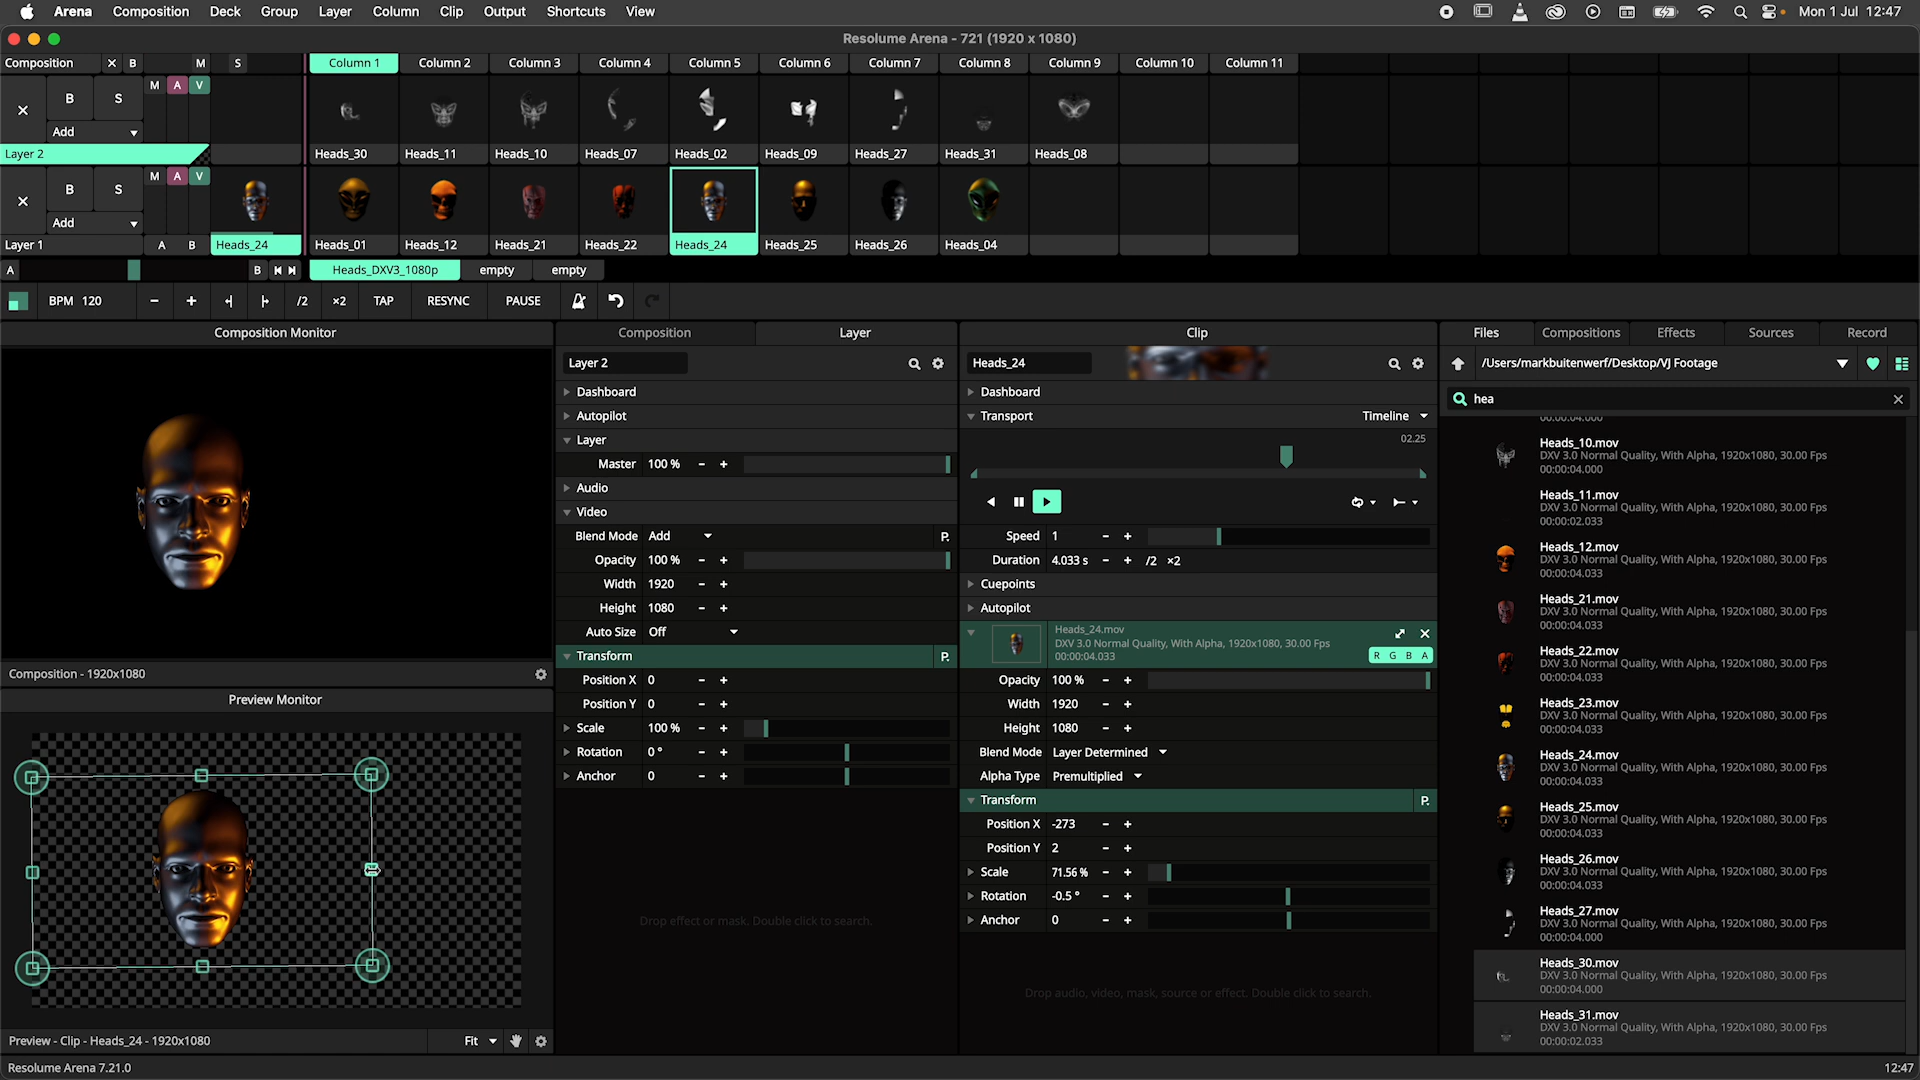 Arena Composition Deck Group Layer Column Clip Output Shortcuts View Mon 1 Jul 12:47
Resolume Arena - 721 (1920 x 1080)
Composition B M S Column 1 Column 2 Column 3 Column 4 Column 5 Column 6 Column 7 Column 8 Column 9 Column 10 Column 11
B S M A V
Add
Layer 2 Heads_30 Heads_11 Heads_10 Heads_07 Heads_02 Heads_09 Heads_27 Heads_31 Heads_08
B S M A V
Add
Layer 1 A B Heads_24 Heads_01 Heads_12 Heads_21 Heads_22 Heads_24 Heads_25 Heads_26 Heads_04
A B Heads_DXV3_1080p empty empty
BPM 120 - + /2 ×2 TAP RESYNC PAUSE
Composition Monitor
Composition - 1920x1080
Preview Monitor
Preview - Clip - Heads_24 - 1920x1080 Fit
Composition Layer
Layer 2
Dashboard
Autopilot
Layer
Master 100 % - +
Audio
Video
Blend Mode Add P.
Opacity 100 % - +
Width 1920 - +
Height 1080 - +
Auto Size Off
Transform P.
Position X 0 - +
Position Y 0 - +
Scale 100 % - +
Rotation 0 ° - +
Anchor 0 - +
Drop effect or mask. Double click to search.
Clip
Heads_24
Dashboard
Transport Timeline
02.25
Speed 1 - +
Duration 4.033 s - + /2 ×2
Cuepoints
Autopilot
Heads_24.mov
DXV 3.0 Normal Quality, With Alpha, 1920x1080, 30.00 Fps
00:00:04.033
R G B A
Opacity 100 % - +
Width 1920 - +
Height 1080 - +
Blend Mode Layer Determined
Alpha Type Premultiplied
Transform P.
Position X -273 - +
Position Y 2 - +
Scale 71.56 % - +
Rotation -0.5 ° - +
Anchor 0 - +
Drop audio, video, mask, source or effect. Double click to search.
Files Compositions Effects Sources Record
/Users/markbuitenwerf/Desktop/VJ Footage
hea
Heads_10.mov
DXV 3.0 Normal Quality, With Alpha, 1920x1080, 30.00 Fps
00:00:04.000
Heads_11.mov
DXV 3.0 Normal Quality, With Alpha, 1920x1080, 30.00 Fps
00:00:02.033
Heads_12.mov
DXV 3.0 Normal Quality, With Alpha, 1920x1080, 30.00 Fps
00:00:04.033
Heads_21.mov
DXV 3.0 Normal Quality, With Alpha, 1920x1080, 30.00 Fps
00:00:04.033
Heads_22.mov
DXV 3.0 Normal Quality, With Alpha, 1920x1080, 30.00 Fps
00:00:04.033
Heads_23.mov
DXV 3.0 Normal Quality, With Alpha, 1920x1080, 30.00 Fps
00:00:04.033
Heads_24.mov
DXV 3.0 Normal Quality, With Alpha, 1920x1080, 30.00 Fps
00:00:04.033
Heads_25.mov
DXV 3.0 Normal Quality, With Alpha, 1920x1080, 30.00 Fps
00:00:04.033
Heads_26.mov
DXV 3.0 Normal Quality, With Alpha, 1920x1080, 30.00 Fps
00:00:04.033
Heads_27.mov
DXV 3.0 Normal Quality, With Alpha, 1920x1080, 30.00 Fps
00:00:04.000
Heads_30.mov
DXV 3.0 Normal Quality, With Alpha, 1920x1080, 30.00 Fps
00:00:04.000
Heads_31.mov
DXV 3.0 Normal Quality, With Alpha, 1920x1080, 30.00 Fps
00:00:02.033
Resolume Arena 7.21.0 12:47